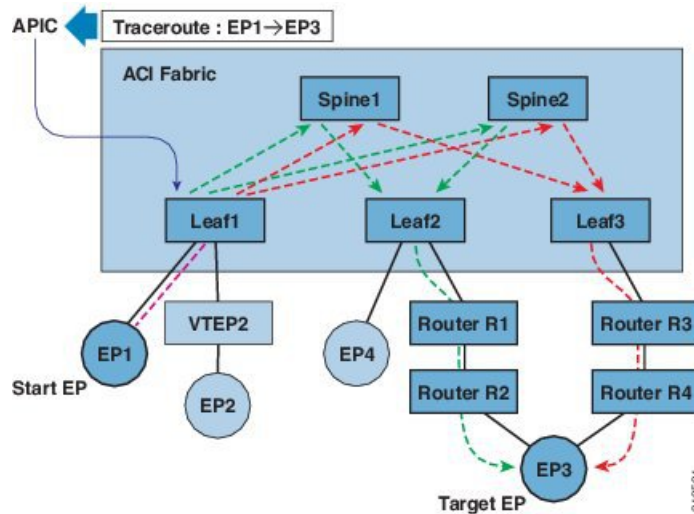 APIC
Traceroute : EP1→EP3
ACI Fabric
Spine1
Spine2
Leaf1
Leaf2
Leaf3
VTEP2
Router R1
Router R3
EP1
EP4
Start EP
EP2
Router R2
Router R4
EP3
Target EP